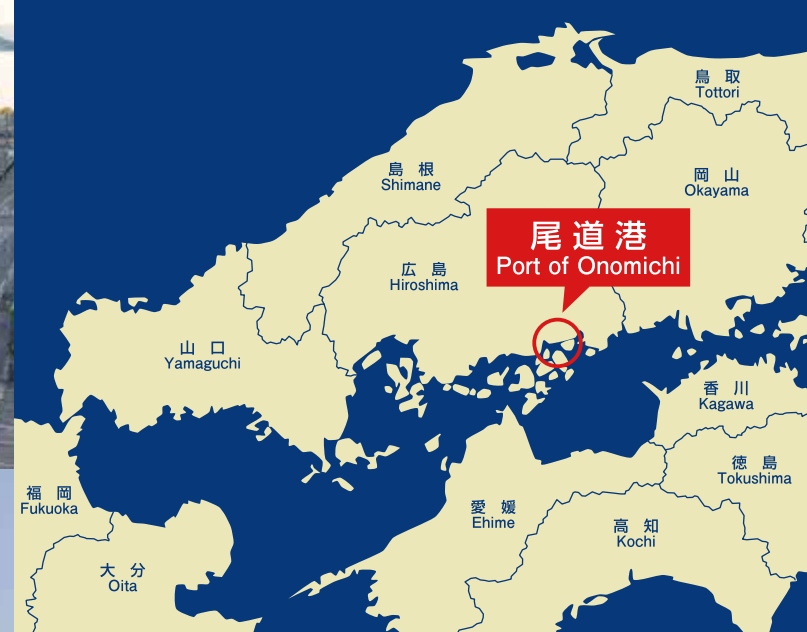 鳥取
Tottori
島根
Shimane
岡山
Okayama
尾道港
Port of Onomichi
広島
Hiroshima
山口
Yamaguchi
香川
Kagawa
徳島
Tokushima
福岡
Fukuoka
愛媛
Ehime
高知
Kochi
大分
Oita